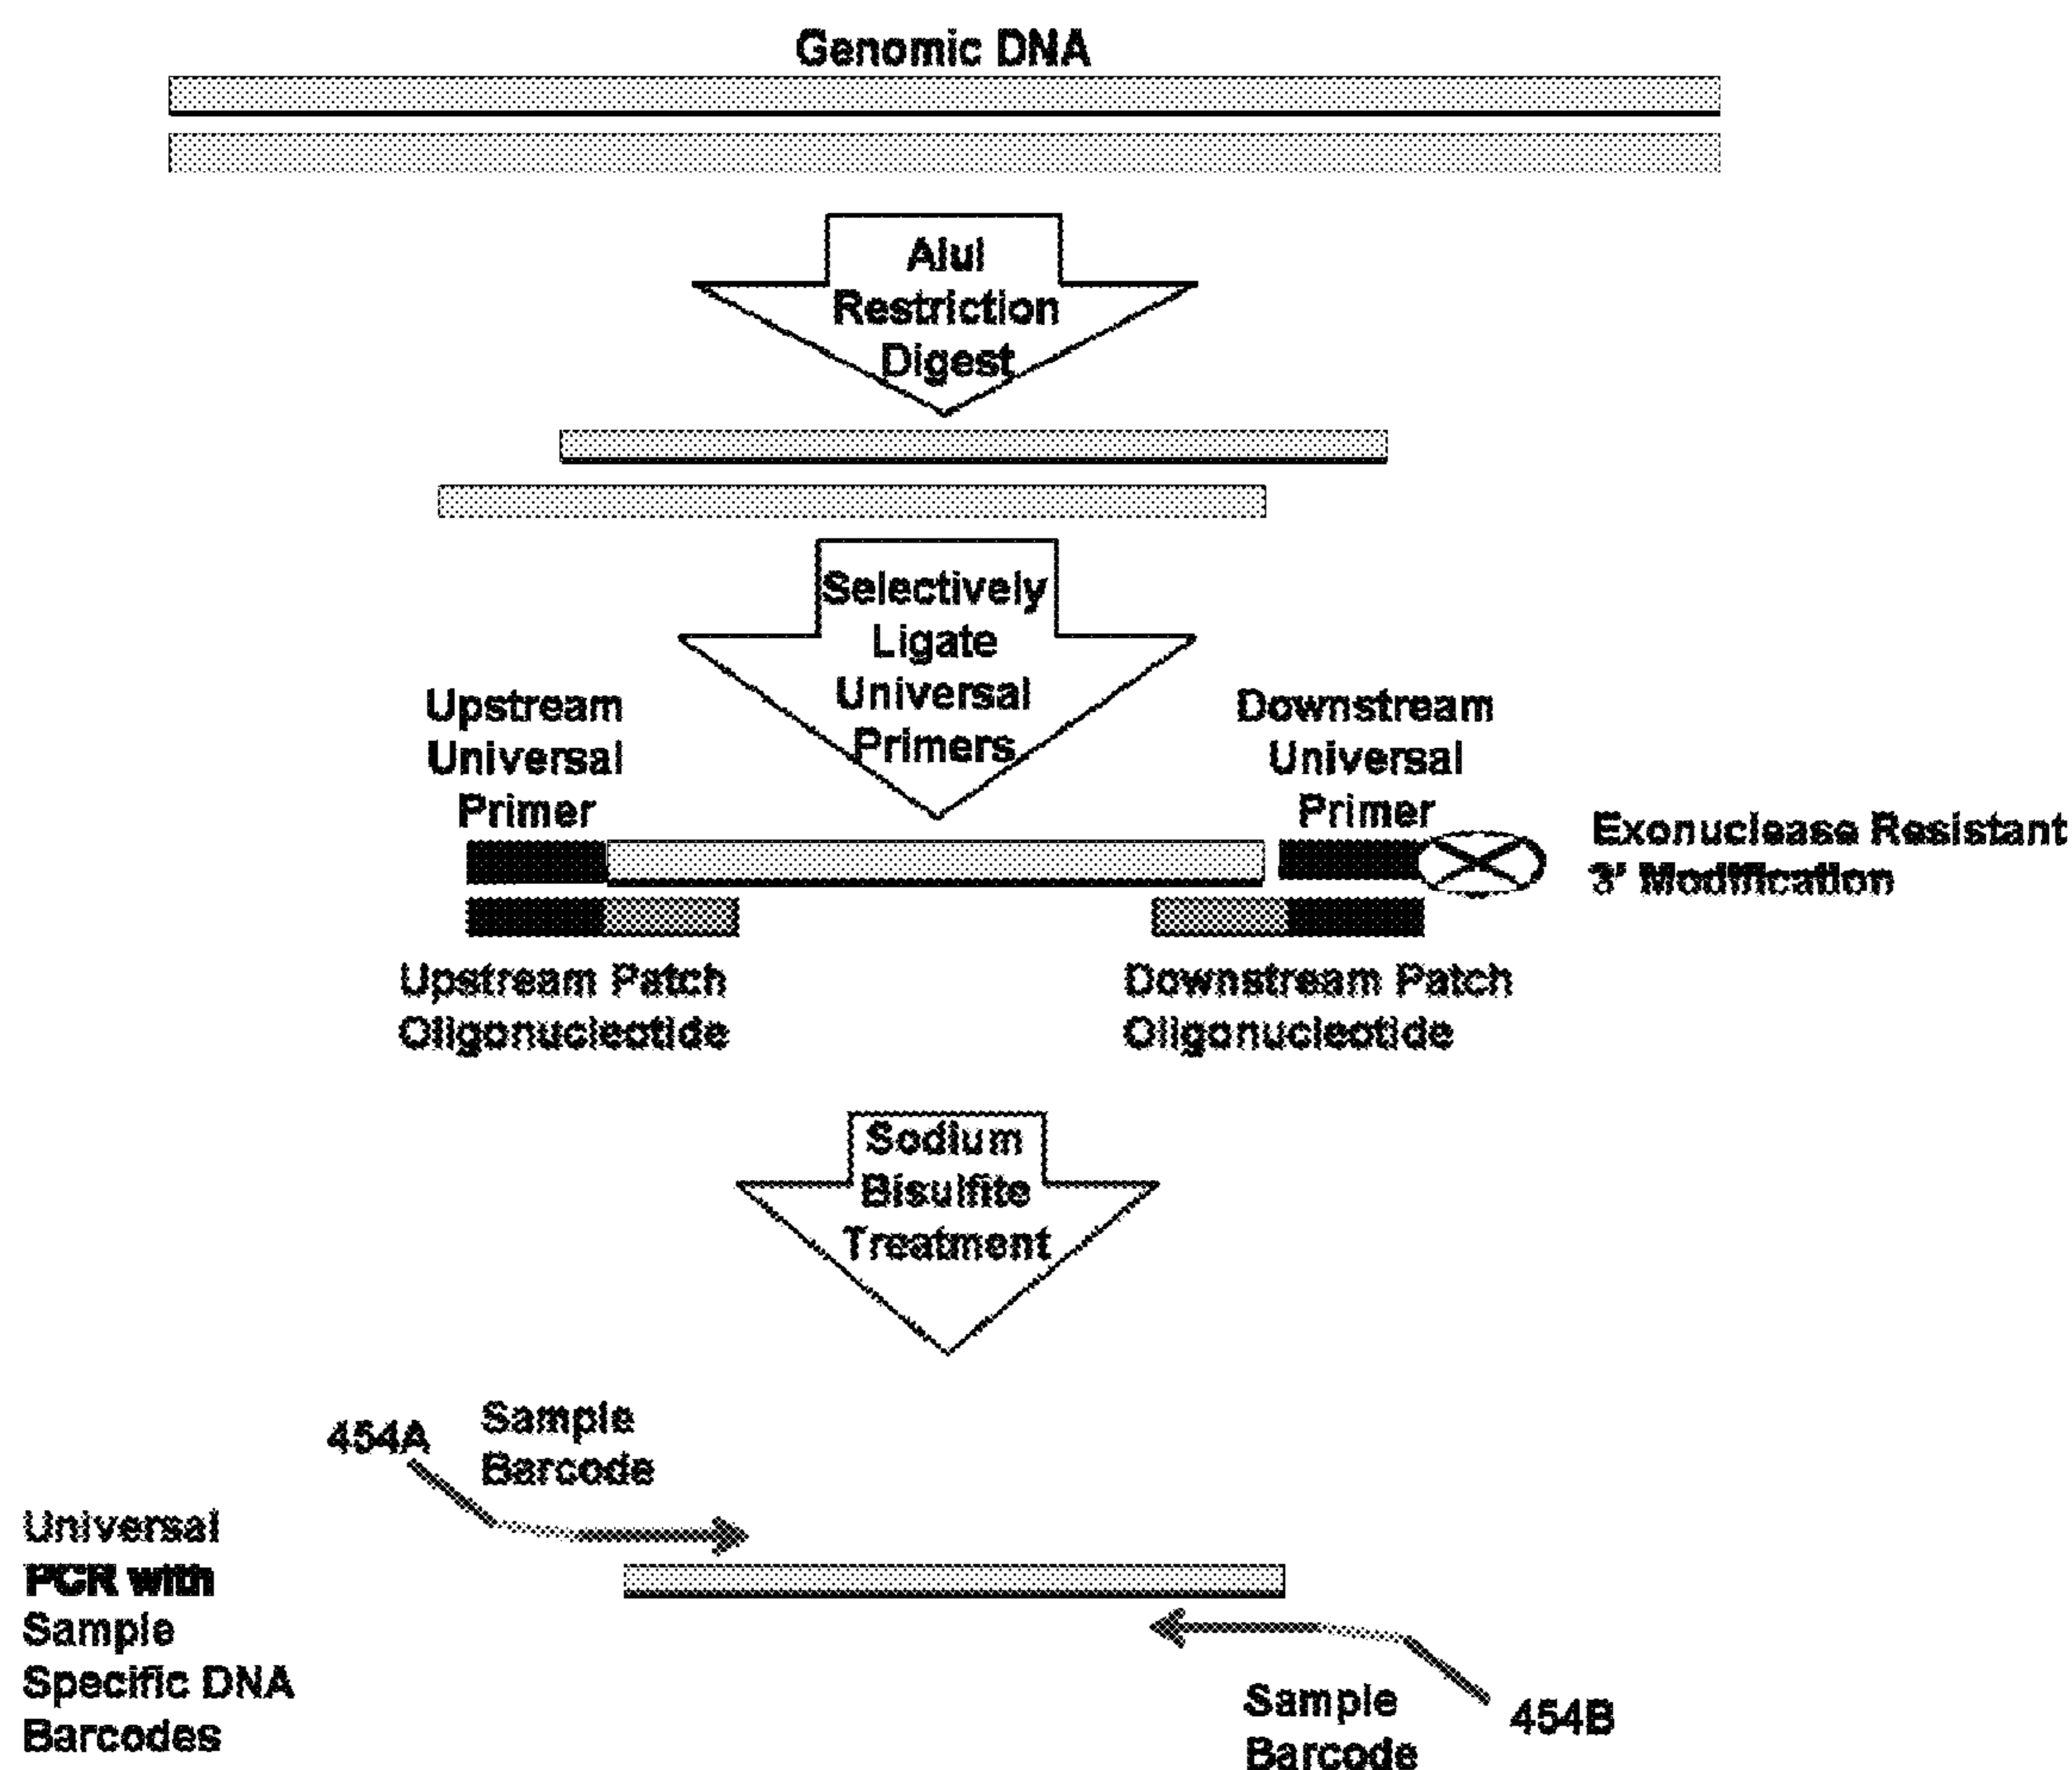 Genomic DNA
AluI
Restriction
Digest
Selectively
Ligate
Universal
Primers
Upstream
Universal
Primer
Downstream
Universal
Primer
Exonuclease Resistant
3' Modification
Upstream Patch
Oligonucleotide
Downstream Patch
Oligonucleotide
Sodium
Bisulfite
Treatment
454A
Sample
Barcode
Universal
PCR with
Sample
Specific DNA
Barcodes
Sample
Barcode
454B